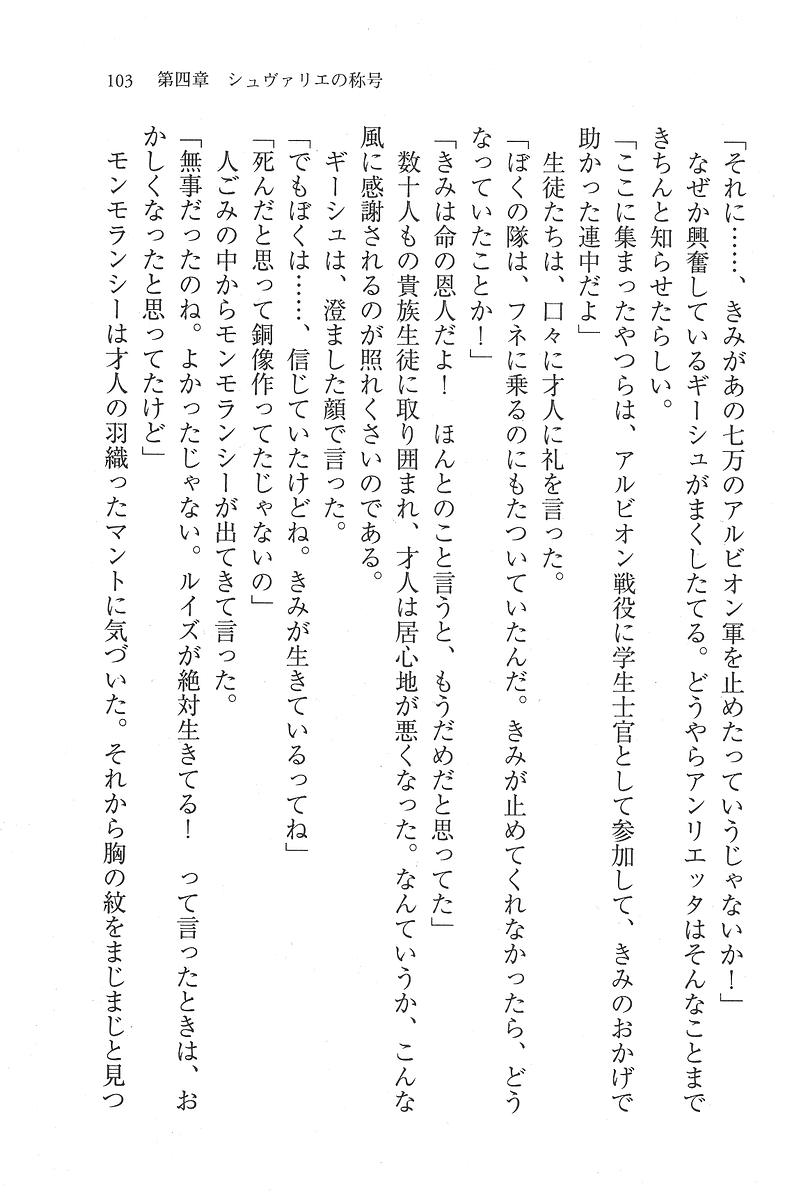 103　第四章　シュヴァリエの称号
「それに……、きみがあの七万のアルビオン軍を止めたっていうじゃないか！」
　なぜか興奮しているギーシュがまくしたてる。どうやらアンリエッタはそんなことまで
きちんと知らせたらしい。
「ここに集まったやつらは、アルビオン戦役に学生士官として参加して、きみのおかげで
助かった連中だよ」
　生徒たちは、口々に才人に礼を言った。
「ぼくの隊は、フネに乗るのにもたついていたんだ。きみが止めてくれなかったら、どう
なっていたことか！」
「きみは命の恩人だよ！　ほんとのこと言うと、もうだめだと思ってた」
　数十人もの貴族生徒に取り囲まれ、才人は居心地が悪くなった。なんていうか、こんな
風に感謝されるのが照れくさいのである。
　ギーシュは、澄ました顔で言った。
「でもぼくは……、信じていたけどね。きみが生きているってね」
「死んだと思って銅像作ってたじゃないの」
　人ごみの中からモンモランシーが出てきて言った。
「無事だったのね。よかったじゃない。ルイズが絶対生きてる！　って言ったときは、お
かしくなったと思ってたけど」
　モンモランシーは才人の羽織ったマントに気づいた。それから胸の紋をまじまじと見つ